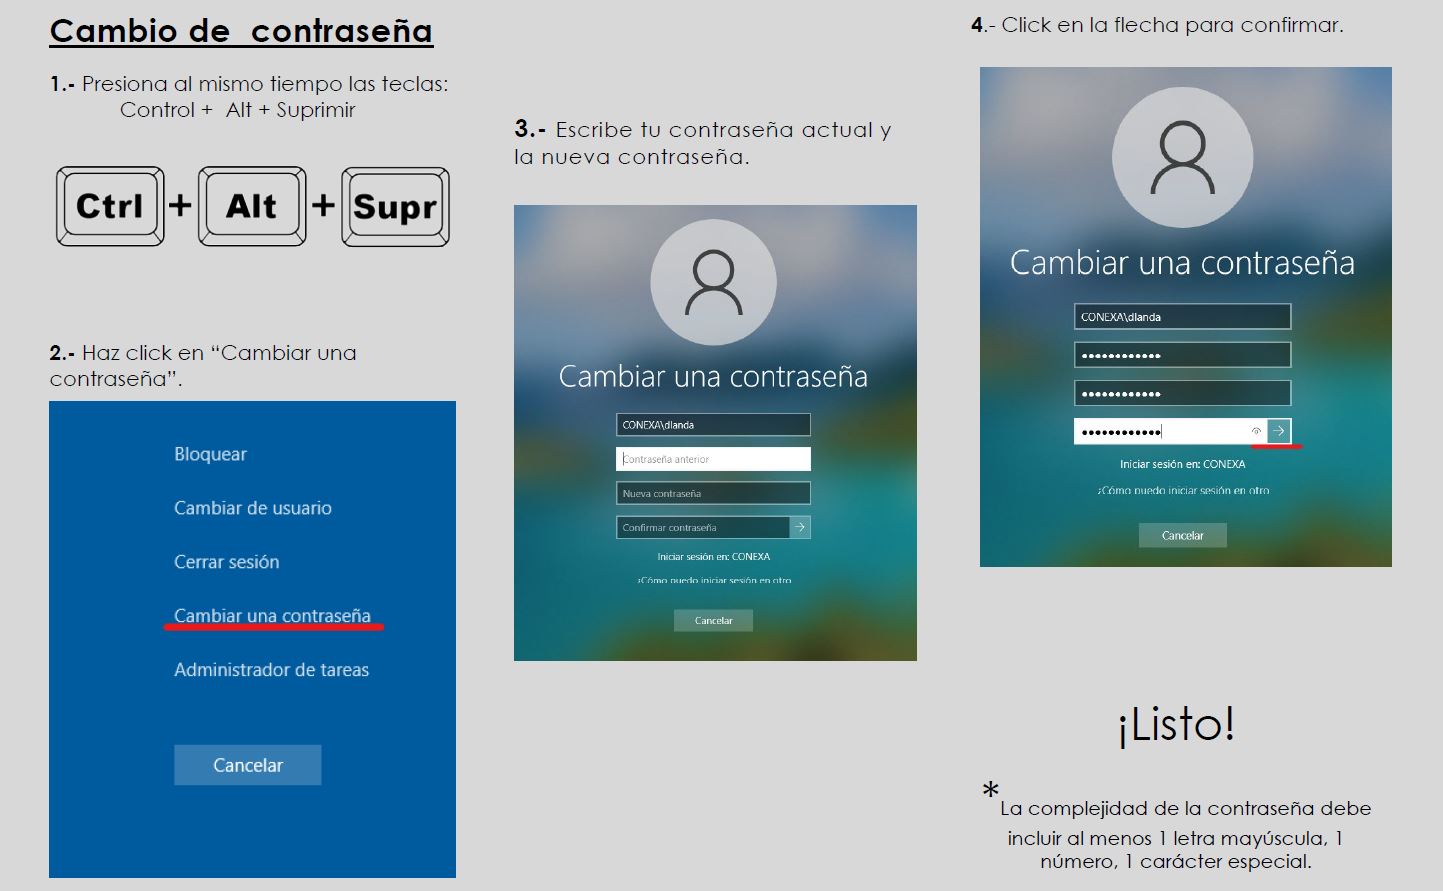 Cambio de contraseña
1.- Presiona al mismo tiempo las teclas:
Control + Alt + Suprimir
Ctrl + Alt + Supr
2.- Haz click en “Cambiar una
contraseña”.
Bloquear
Cambiar de usuario
Cerrar sesión
Cambiar una contraseña
Administrador de tareas
Cancelar
3.- Escribe tu contraseña actual y
la nueva contraseña.
Cambiar una contraseña
CONEXA\dlanda
Contraseña anterior
Nueva contraseña
Confirmar contraseña
Iniciar sesión en: CONEXA
¿Cómo puedo iniciar sesión en otro
Cancelar
4.- Click en la flecha para confirmar.
Cambiar una contraseña
CONEXA\dlanda
Iniciar sesión en: CONEXA
¿Cómo puedo iniciar sesión en otro
Cancelar
¡Listo!
*La complejidad de la contraseña debe
incluir al menos 1 letra mayúscula, 1
número, 1 carácter especial.